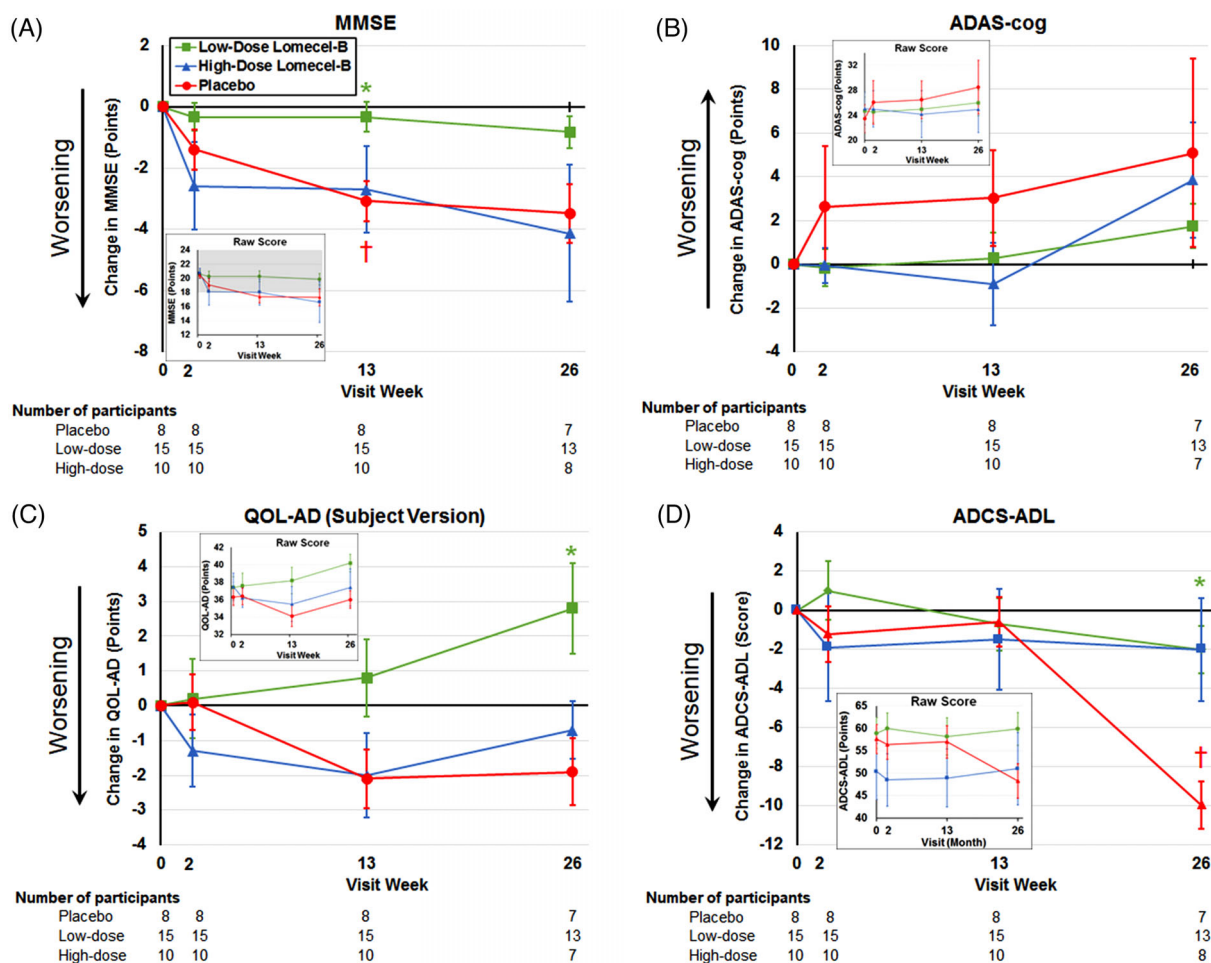 (A)
MMSE
Low-Dose Lomecel-B
High-Dose Lomecel-B
Placebo
Worsening
Change in MMSE (Points)
2
0
-2
-4
-6
-8
*
†
Raw Score
MMSE (Points)
24
22
20
18
16
14
12
0 2 13 26
Visit Week
0 2 13 26
Visit Week
Number of participants
Placebo 8 8 8 7
Low-dose 15 15 15 13
High-dose 10 10 10 8
(B)
ADAS-cog
Worsening
Change in ADAS-cog (Points)
10
8
6
4
2
0
-2
-4
Raw Score
ADAS-cog (Points)
32
28
24
20
0 2 13 26
Visit Week
0 2 13 26
Visit Week
Number of participants
Placebo 8 8 8 7
Low-dose 15 15 15 13
High-dose 10 10 10 7
(C)
QOL-AD (Subject Version)
Worsening
Change in QOL-AD (Points)
5
4
3
2
1
0
-1
-2
-3
-4
*
Raw Score
QOL-AD (Points)
42
40
38
36
34
32
0 2 13 26
Visit Week
0 2 13 26
Visit Week
Number of participants
Placebo 8 8 8 7
Low-dose 15 15 15 13
High-dose 10 10 10 7
(D)
ADCS-ADL
Worsening
Change in ADCS-ADL (Score)
4
2
0
-2
-4
-6
-8
-10
-12
*
†
Raw Score
ADCS-ADL (Points)
65
60
55
50
45
40
0 2 13 26
Visit (Month)
0 2 13 26
Visit Week
Number of participants
Placebo 8 8 8 7
Low-dose 15 15 15 13
High-dose 10 10 10 8